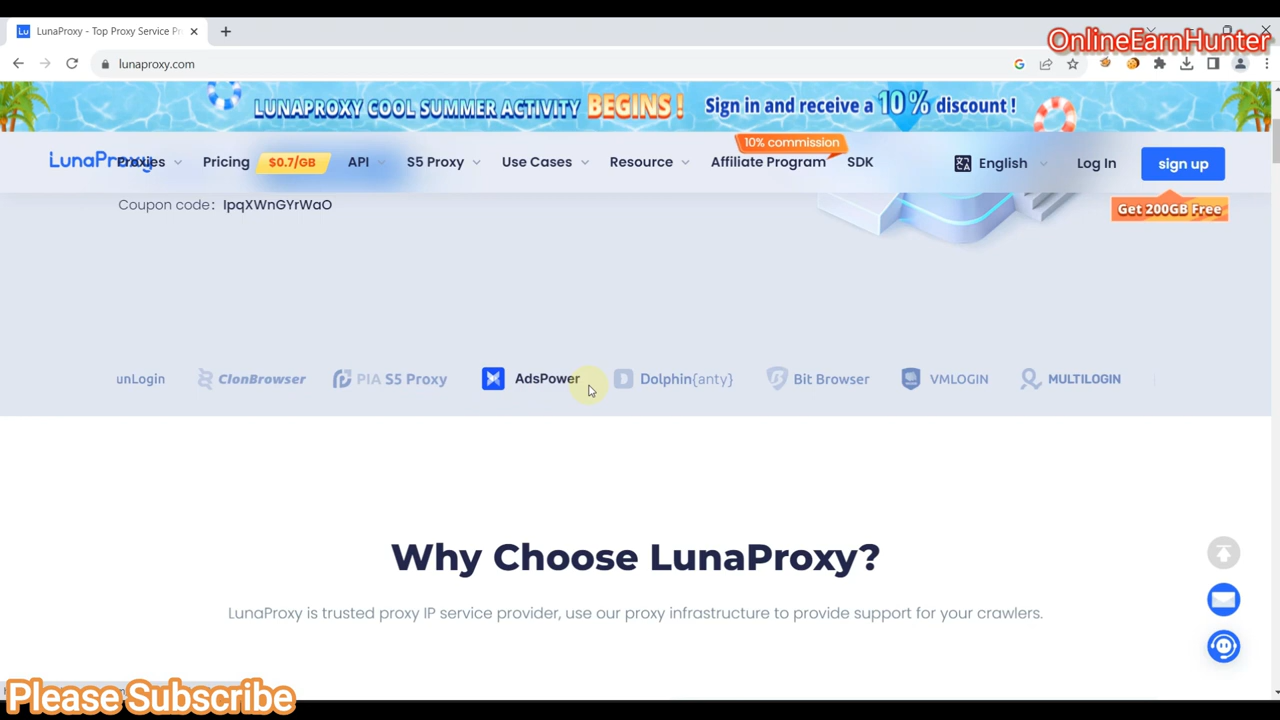 LunaProxy - Top Proxy Service Pr
OnlineEarnHunter
lunaproxy.com
LUNAPROXY COOL SUMMER ACTIVITY BEGINS! Sign in and receive a 10% discount!
10% commission
LunaProxy Proxies Pricing $0.7/GB API S5 Proxy Use Cases Resource Affiliate Program SDK English Log In sign up
Coupon code: IpqXWnGYrWaO
Get 200GB Free
unLogin ClonBrowser PIA S5 Proxy AdsPower Dolphin{anty} Bit Browser VMLOGIN MULTILOGIN
Why Choose LunaProxy?
LunaProxy is trusted proxy IP service provider, use our proxy infrastructure to provide support for your crawlers.
Please Subscribe